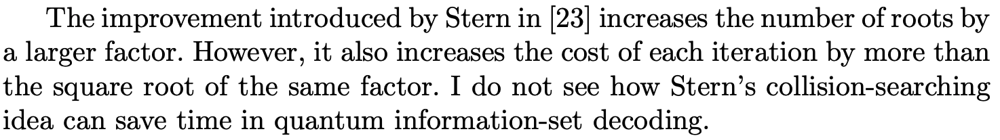 The improvement introduced by Stern in [23] increases the number of roots by
a larger factor. However, it also increases the cost of each iteration by more than
the square root of the same factor. I do not see how Stern’s collision-searching
idea can save time in quantum information-set decoding.